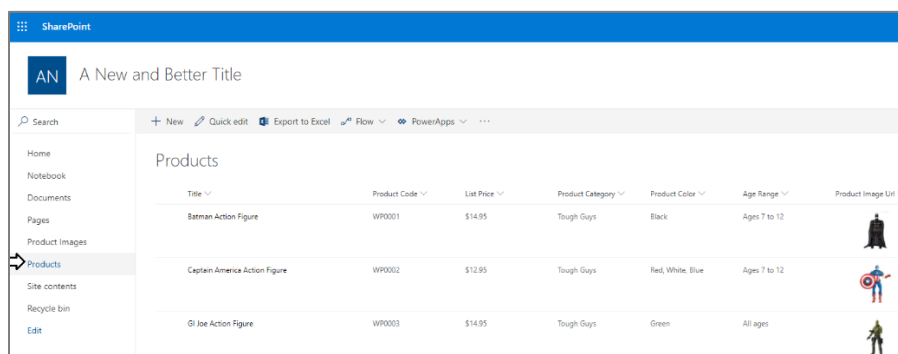 SharePoint
AN A New and Better Title
Search
New Quick edit Export to Excel Flow PowerApps ...
Home
Notebook
Documents
Pages
Product Images
Products
Site contents
Recycle bin
Edit
Products
Title Product Code List Price Product Category Product Color Age Range Product Image Url
Batman Action Figure WP0001 $14.95 Tough Guys Black Ages 7 to 12
Captain America Action Figure WP0002 $12.95 Tough Guys Red, White, Blue Ages 7 to 12
GI Joe Action Figure WP0003 $14.95 Tough Guys Green All ages